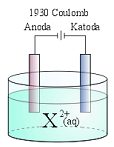 1930 Coulomb
Anoda Katoda
X²⁺(aq)